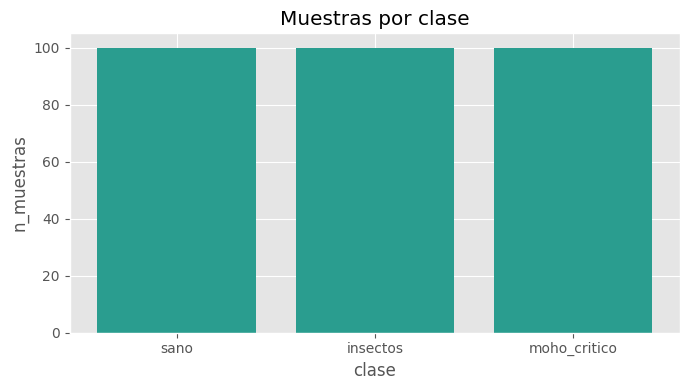 Muestras por clase
n_muestras
100
80
60
40
20
0
sano insectos moho_critico
clase